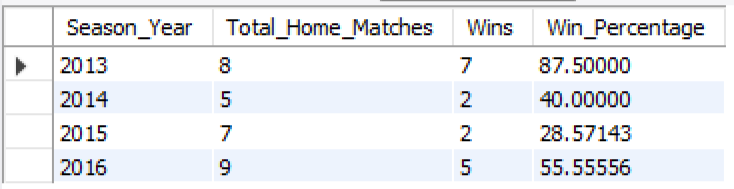 Season_Year Total_Home_Matches Wins Win_Percentage
2013 8 7 87.50000
2014 5 2 40.00000
2015 7 2 28.57143
2016 9 5 55.55556